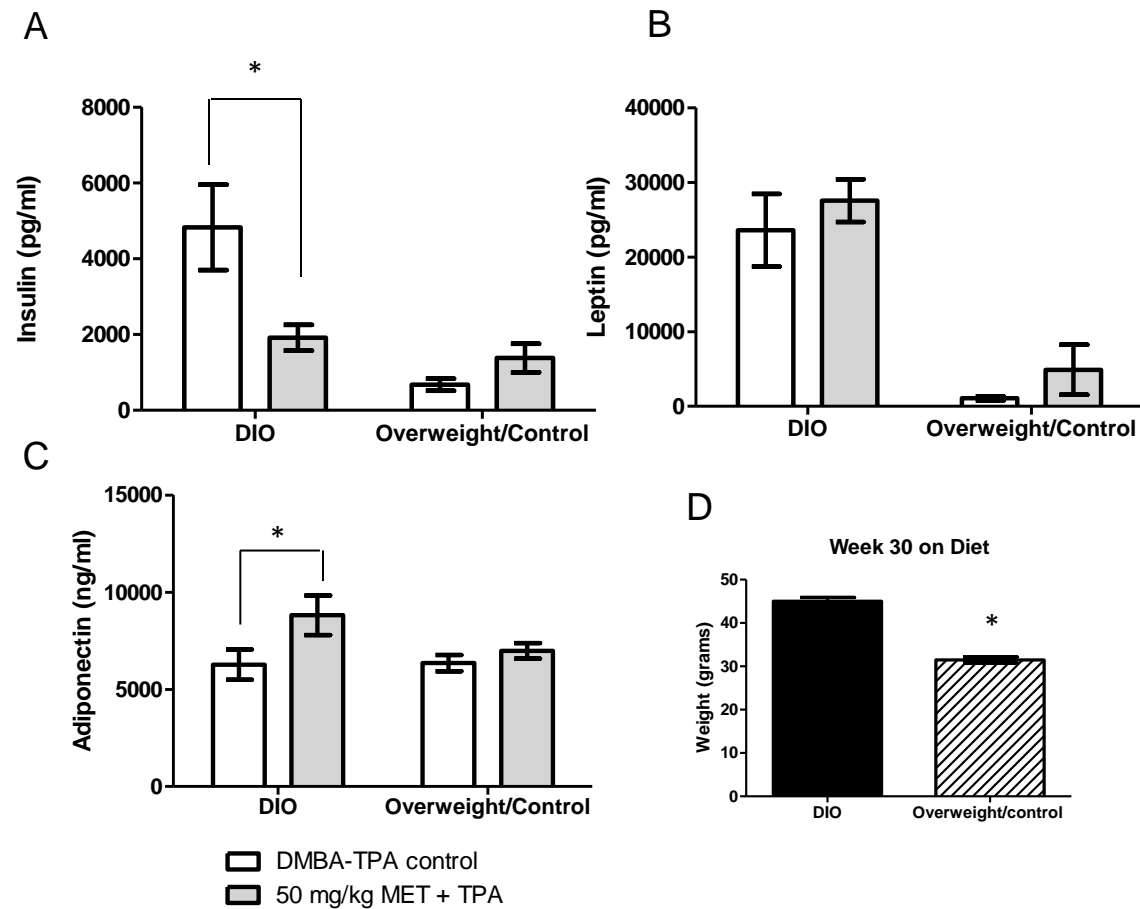 A
*
8000
6000
4000
2000
0
Insulin (pg/ml)
DIO
Overweight/Control
B
40000
30000
20000
10000
0
Leptin (pg/ml)
DIO
Overweight/Control
C
*
15000
10000
5000
0
Adiponectin (ng/ml)
DIO
Overweight/Control
D
Week 30 on Diet
*
50
40
30
20
10
0
Weight (grams)
DIO
Overweight/control
DMBA-TPA control
50 mg/kg MET + TPA